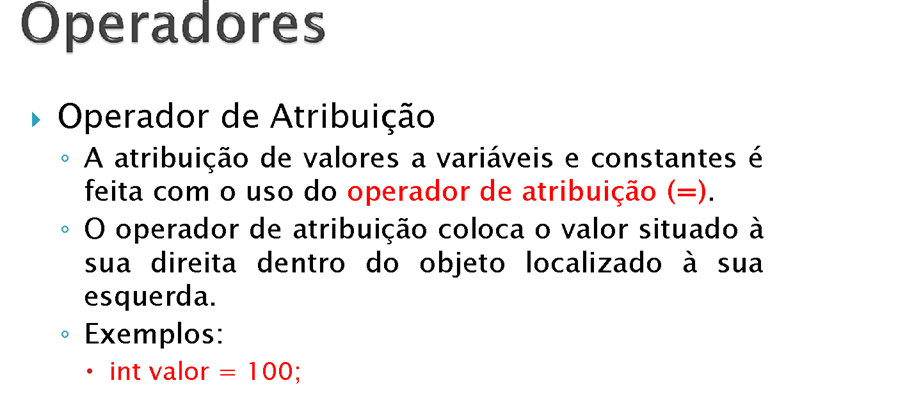 Operadores
Operador de Atribuição
A atribuição de valores a variáveis e constantes é
feita com o uso do operador de atribuição (=).
O operador de atribuição coloca o valor situado à
sua direita dentro do objeto localizado à sua
esquerda.
Exemplos:
int valor = 100;